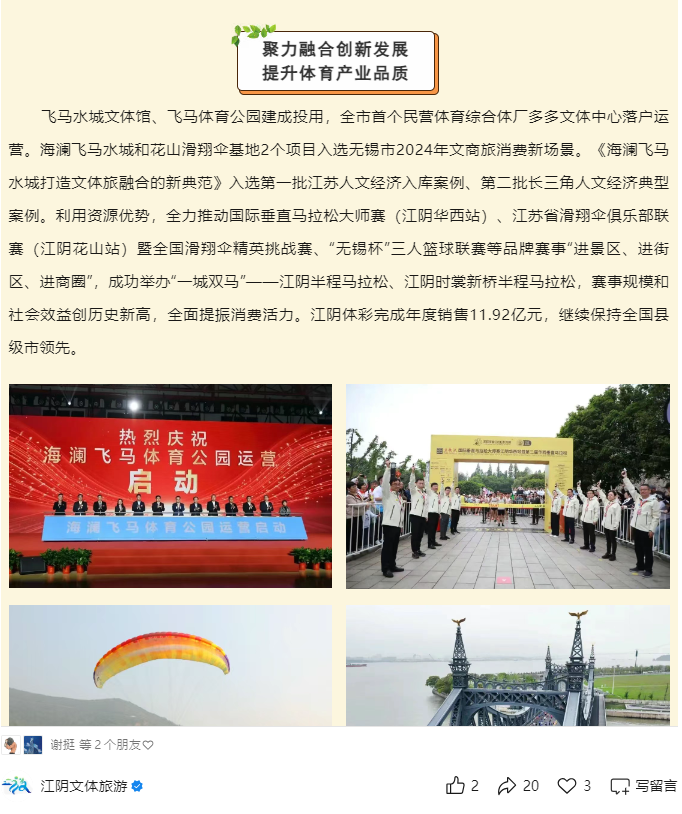 聚力融合创新发展
提升体育产业品质
飞马水城文体馆、飞马体育公园建成投用，全市首个民营体育综合体厂多多文体中心落户运
营。海澜飞马水城和花山滑翔伞基地2个项目入选无锡市2024年文商旅消费新场景。《海澜飞马
水城打造文体旅融合的新典范》入选第一批江苏人文经济入库案例、第二批长三角人文经济典型
案例。利用资源优势，全力推动国际垂直马拉松大师赛（江阴华西站）、江苏省滑翔伞俱乐部联
赛（江阴花山站）暨全国滑翔伞精英挑战赛、“无锡杯”三人篮球联赛等品牌赛事“进景区、进街
区、进商圈”，成功举办“一城双马”——江阴半程马拉松、江阴时裳新桥半程马拉松，赛事规模和
社会效益创历史新高，全面提振消费活力。江阴体彩完成年度销售11.92亿元，继续保持全国县
级市领先。
热烈庆祝
海澜飞马体育公园运营
启动
海澜飞马体育公园运营启动
谢挺 等2个朋友♡
江阴文体旅游
2
20
3
写留言